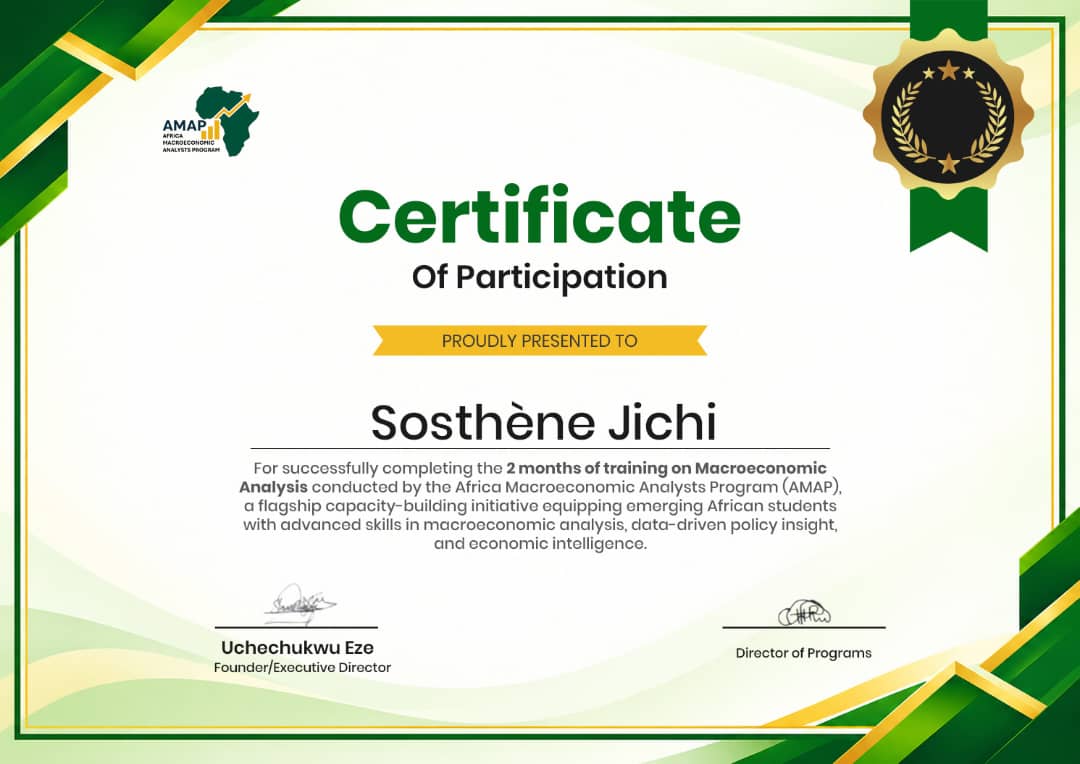 AMAP
AFRICA
MACROECONOMIC
ANALYSTS PROGRAM
Certificate
Of Participation
PROUDLY PRESENTED TO
Sosthène Jichi
For successfully completing the 2 months of training on Macroeconomic
Analysis conducted by the Africa Macroeconomic Analysts Program (AMAP),
a flagship capacity-building initiative equipping emerging African students
with advanced skills in macroeconomic analysis, data-driven policy insight,
and economic intelligence.
Uchechukwu Eze
Founder/Executive Director
Director of Programs